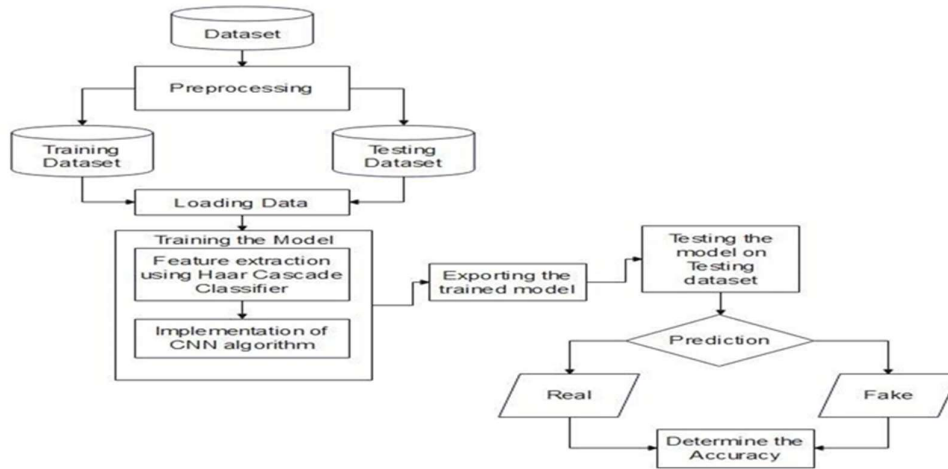 Dataset
Preprocessing
Training
Dataset
Testing
Dataset
Loading Data
Training the Model
Feature extraction
using Haar Cascade
Classifier
Implementation of
CNN algorithm
Exporting the
trained model
Testing the
model on
Testing
dataset
Prediction
Real
Fake
Determine the
Accuracy